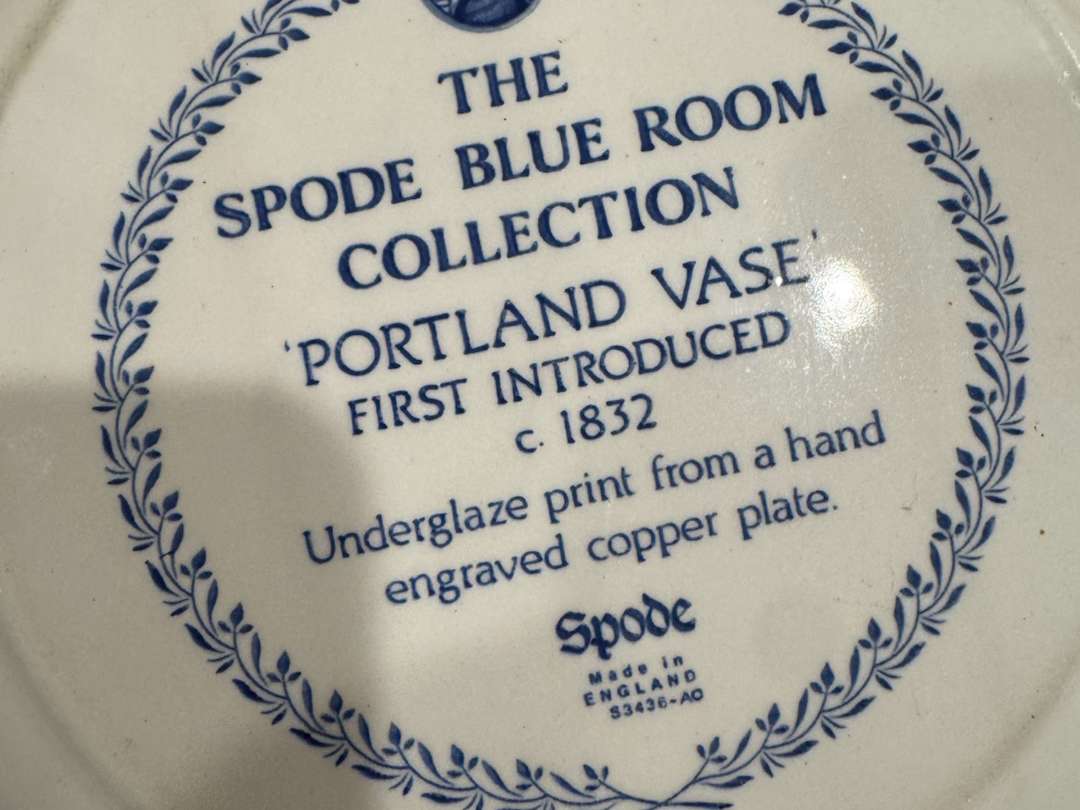 THE
SPODE BLUE ROOM
COLLECTION
'PORTLAND VASE'
FIRST INTRODUCED
c. 1832
Underglaze print from a hand
engraved copper plate.
Spode
Made in
ENGLAND
S3436-AO